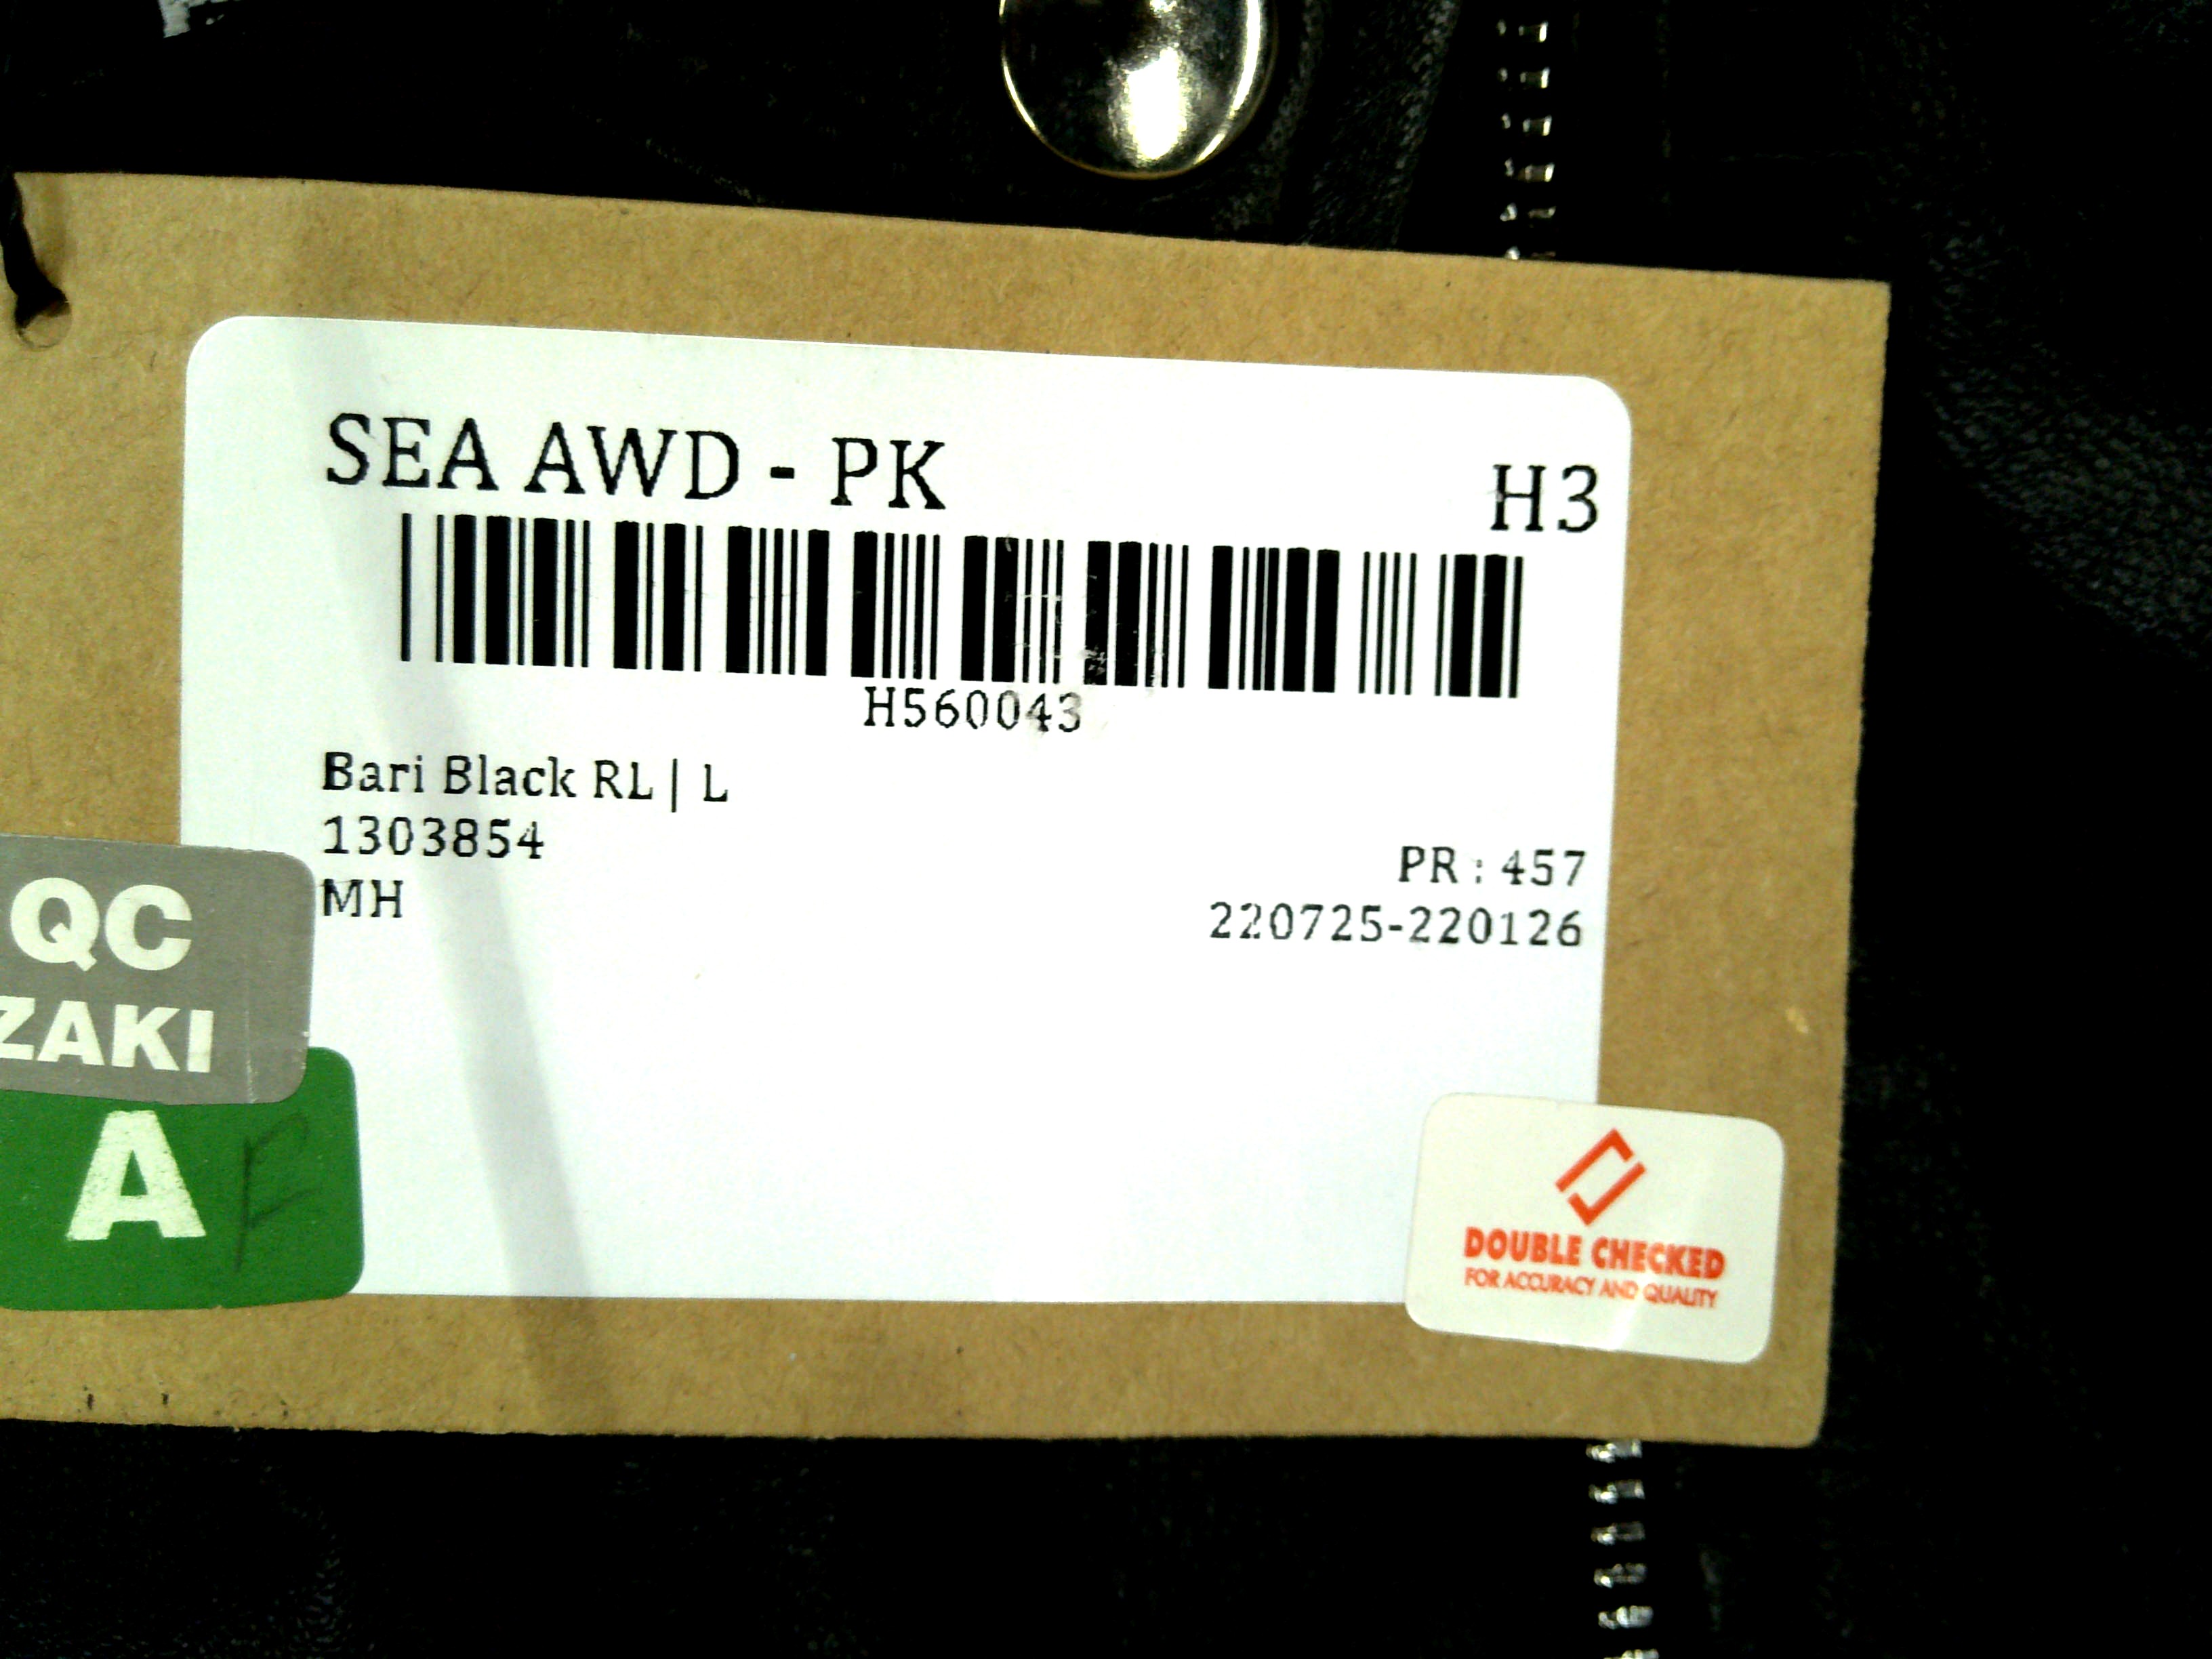 SEA AWD - PK
H3
H560043
Bari Black RL | L
1303854
MH
PR : 457
220725-220126
QC
ZAKI
A F
DOUBLE CHECKED
FOR ACCURACY AND QUALITY